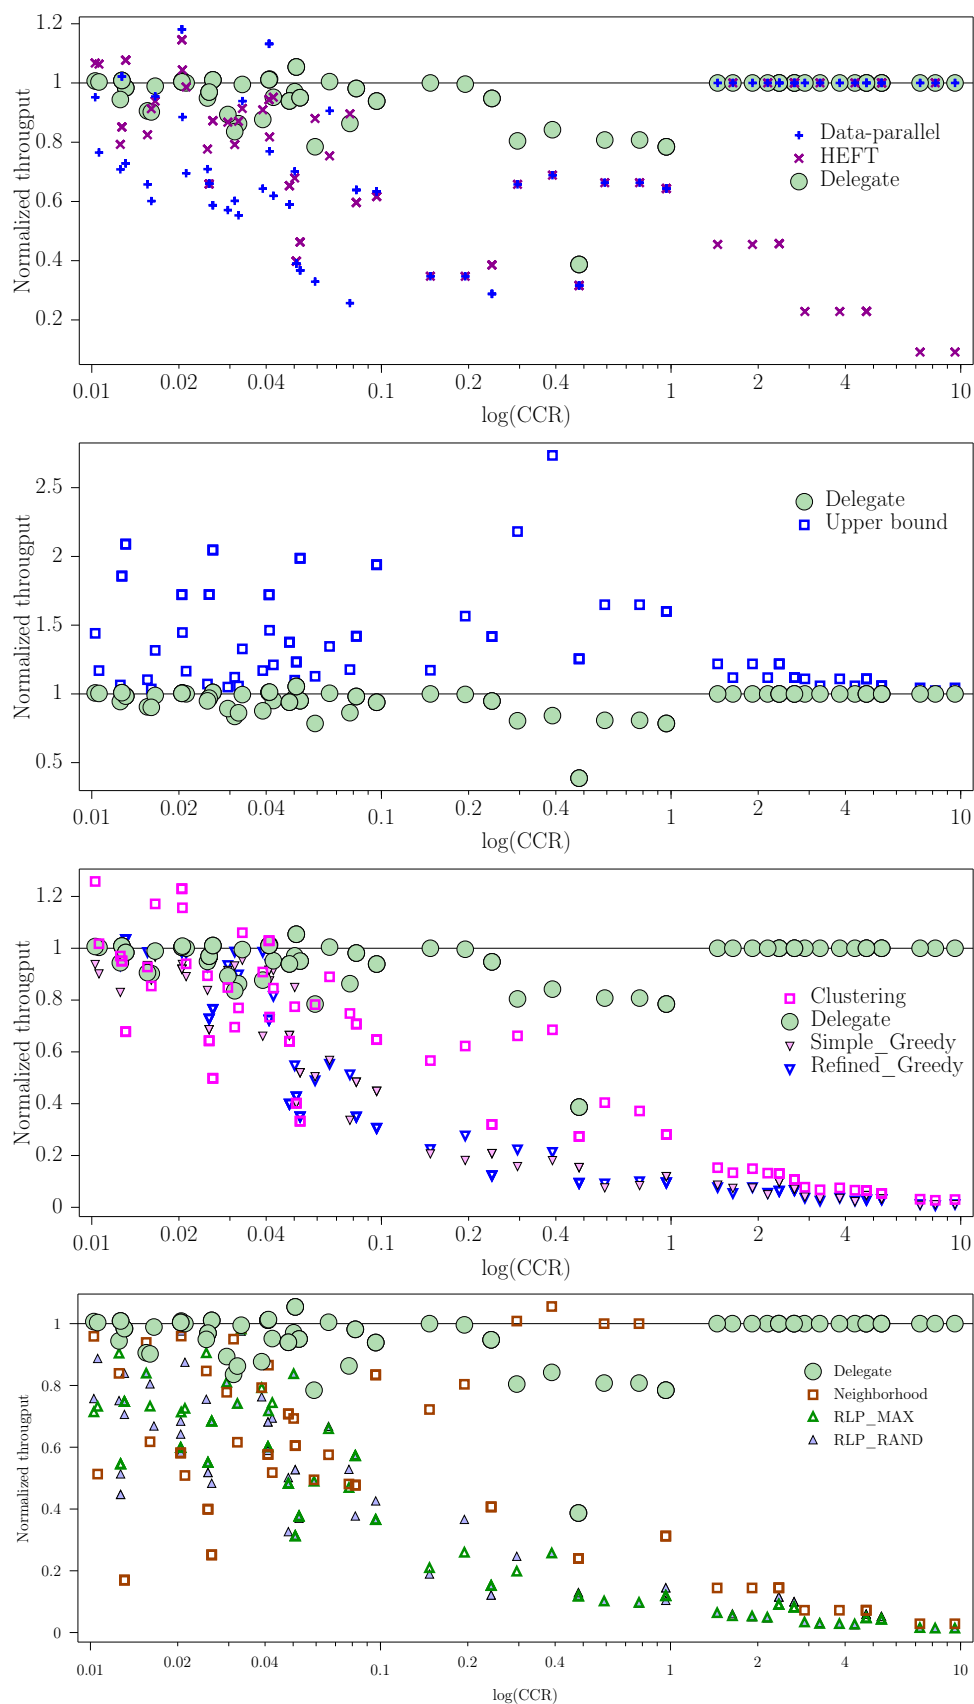 1.2
1
0.8
0.6
0.4
0.2
Normalized througput
Data-parallel
HEFT
Delegate
0.01 0.02 0.04 0.1 0.2 0.4 1 2 4 10
log(CCR)
2.5
2
1.5
1
0.5
Normalized througput
Delegate
Upper bound
0.01 0.02 0.04 0.1 0.2 0.4 1 2 4 10
log(CCR)
1.2
1
0.8
0.6
0.4
0.2
0
Normalized througput
Clustering
Delegate
Simple_Greedy
Refined_Greedy
0.01 0.02 0.04 0.1 0.2 0.4 1 2 4 10
log(CCR)
1
0.8
0.6
0.4
0.2
0
Normalized througput
Delegate
Neighborhood
RLP_MAX
RLP_RAND
0.01 0.02 0.04 0.1 0.2 0.4 1 2 4 10
log(CCR)